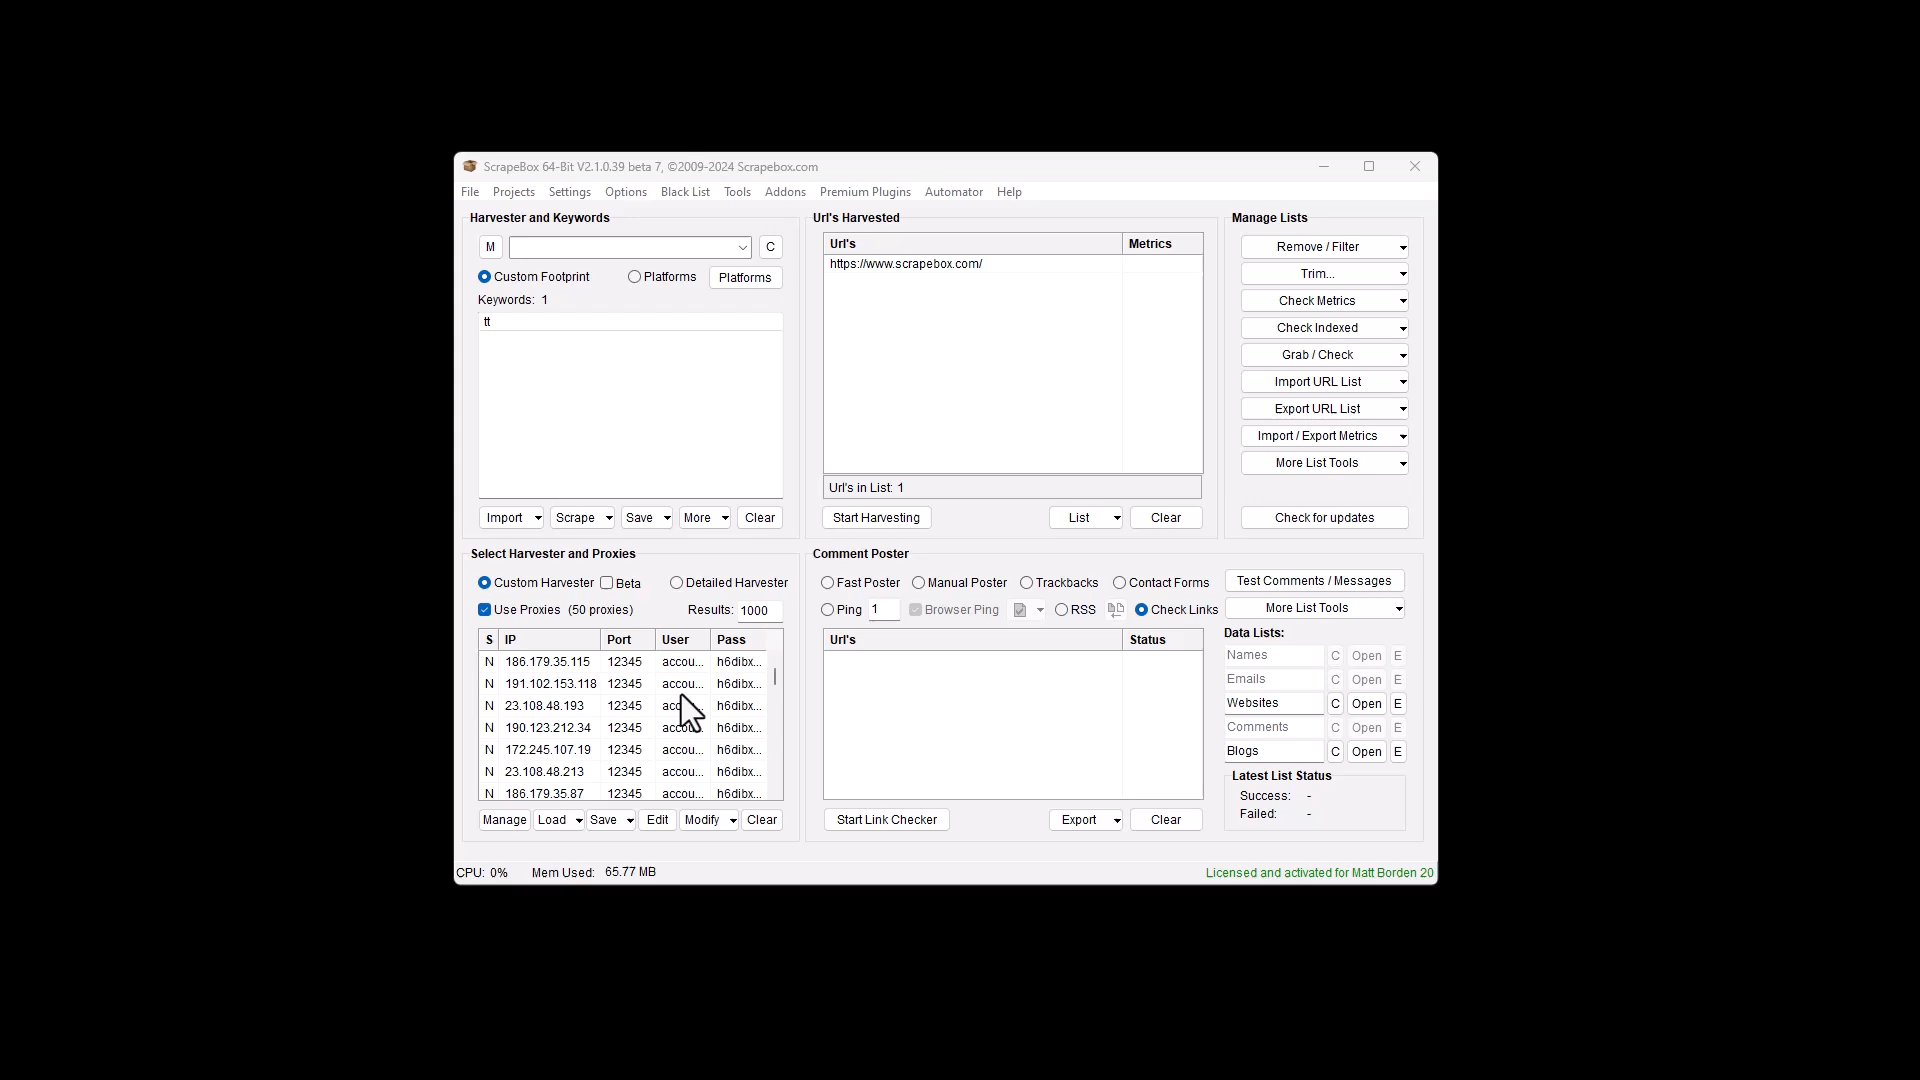 ScrapeBox 64-Bit V2.1.0.39 beta 7, ©2009-2024 Scrapebox.com
File Projects Settings Options Black List Tools Addons Premium Plugins Automator Help
Harvester and Keywords
M C
Custom Footprint Platforms Platforms
Keywords: 1
tt
Import Scrape Save More Clear
Url's Harvested
Url's Metrics
https://www.scrapebox.com/
Url's in List: 1
Start Harvesting List Clear
Manage Lists
Remove / Filter
Trim...
Check Metrics
Check Indexed
Grab / Check
Import URL List
Export URL List
Import / Export Metrics
More List Tools
Check for updates
Select Harvester and Proxies
Custom Harvester Beta Detailed Harvester
Use Proxies (50 proxies) Results: 1000
S IP Port User Pass
N 186.179.35.115 12345 accou... h6dibx...
N 191.102.153.118 12345 accou... h6dibx...
N 23.108.48.193 12345 h6dibx...
N 190.123.212.34 12345 h6dibx...
N 172.245.107.19 12345 accou... h6dibx...
N 23.108.48.213 12345 accou... h6dibx...
N 186.179.35.87 12345 accou... h6dibx...
Manage Load Save Edit Modify Clear
Comment Poster
Fast Poster Manual Poster Trackbacks Contact Forms
Ping 1 Browser Ping RSS Check Links
Url's Status
Start Link Checker Export Clear
Test Comments / Messages
More List Tools
Data Lists:
Names C Open E
Emails C Open E
Websites C Open E
Comments C Open E
Blogs C Open E
Latest List Status
Success: -
Failed: -
CPU: 0% Mem Used: 65.77 MB Licensed and activated for Matt Borden 20